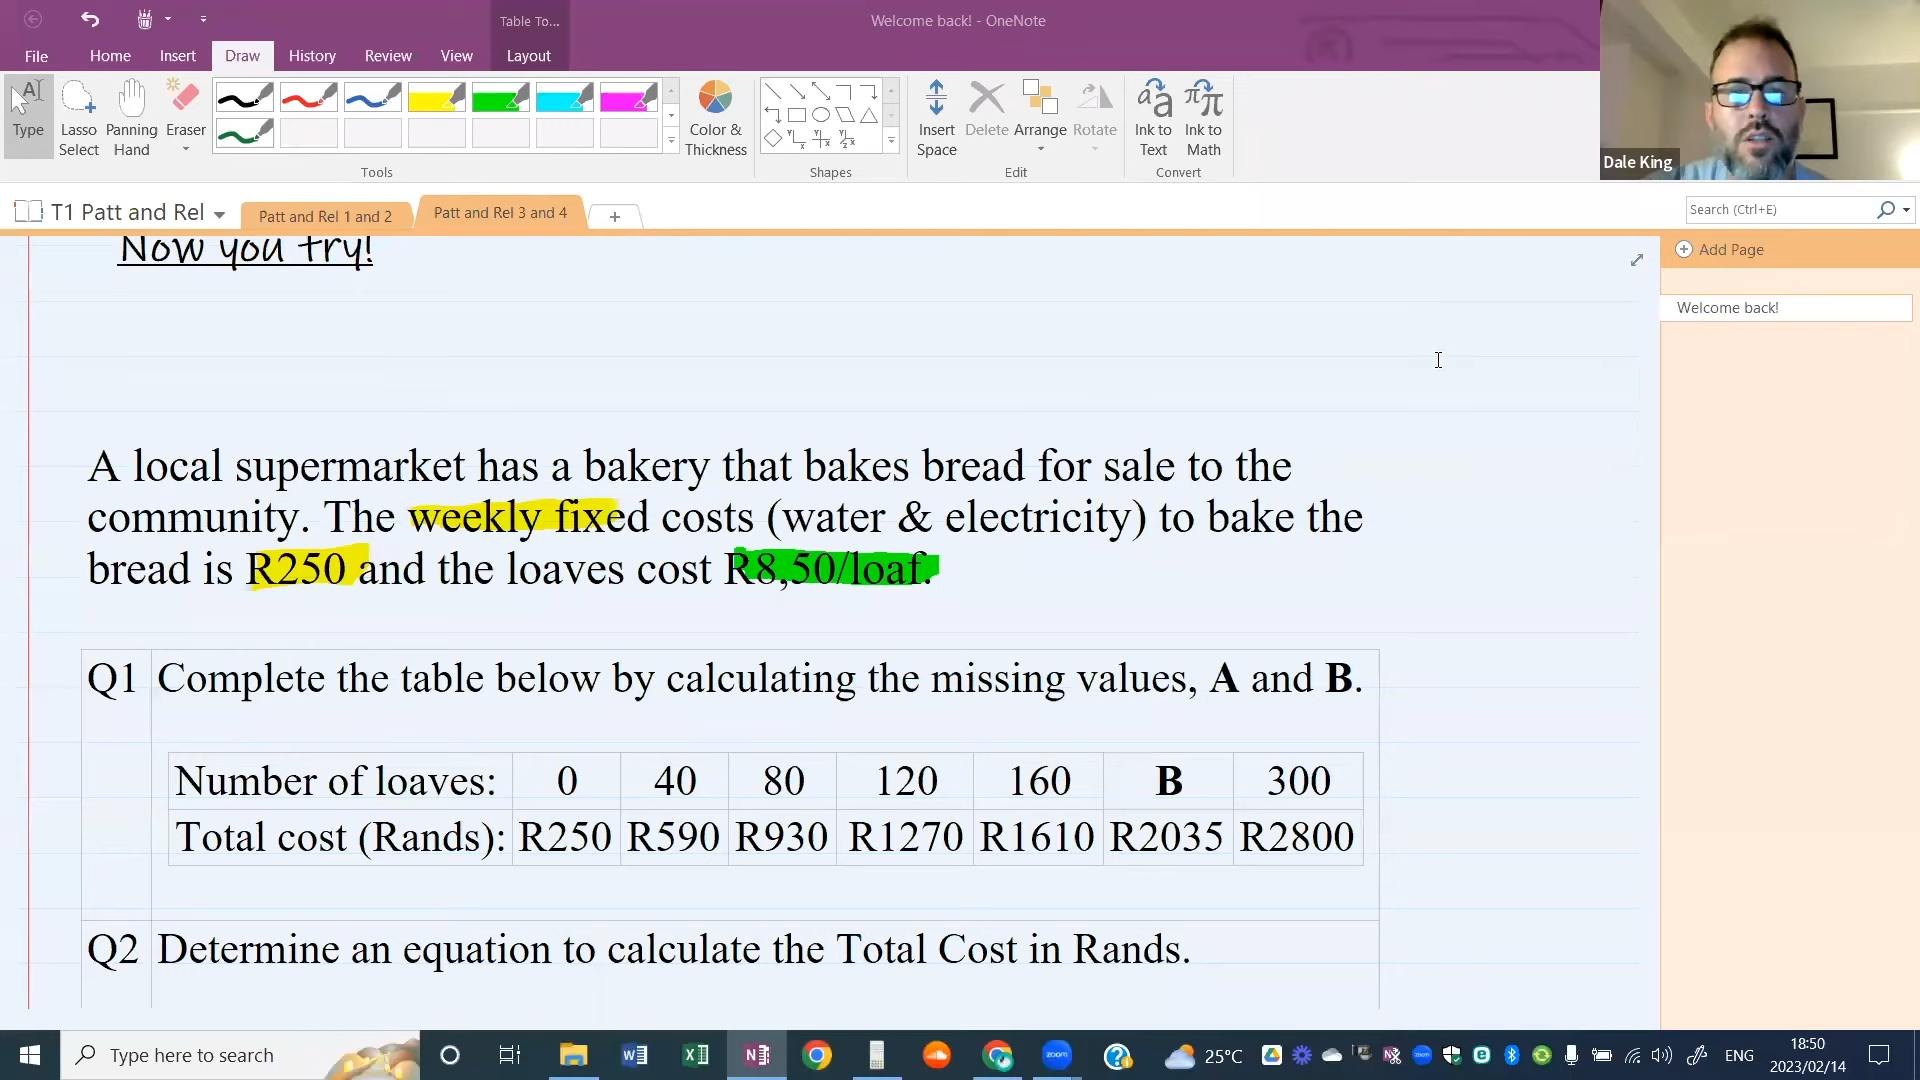 Table To...
Welcome back! - OneNote
File Home Insert Draw History Review View Layout
Type
Lasso Select
Panning Hand
Eraser
Color & Thickness
Insert Space
Delete
Arrange
Rotate
Ink to Text
Ink to Math
Tools
Shapes
Edit
Convert
Dale King
T1 Patt and Rel
Patt and Rel 1 and 2
Patt and Rel 3 and 4
Search (Ctrl+E)
Add Page
Welcome back!
Now you try!
A local supermarket has a bakery that bakes bread for sale to the
community. The weekly fixed costs (water & electricity) to bake the
bread is R250 and the loaves cost R8,50/loaf.
Q1 Complete the table below by calculating the missing values, A and B.
Number of loaves: 0 40 80 120 160 B 300
Total cost (Rands): R250 R590 R930 R1270 R1610 R2035 R2800
Q2 Determine an equation to calculate the Total Cost in Rands.
Type here to search
25°C
ENG
18:50
2023/02/14